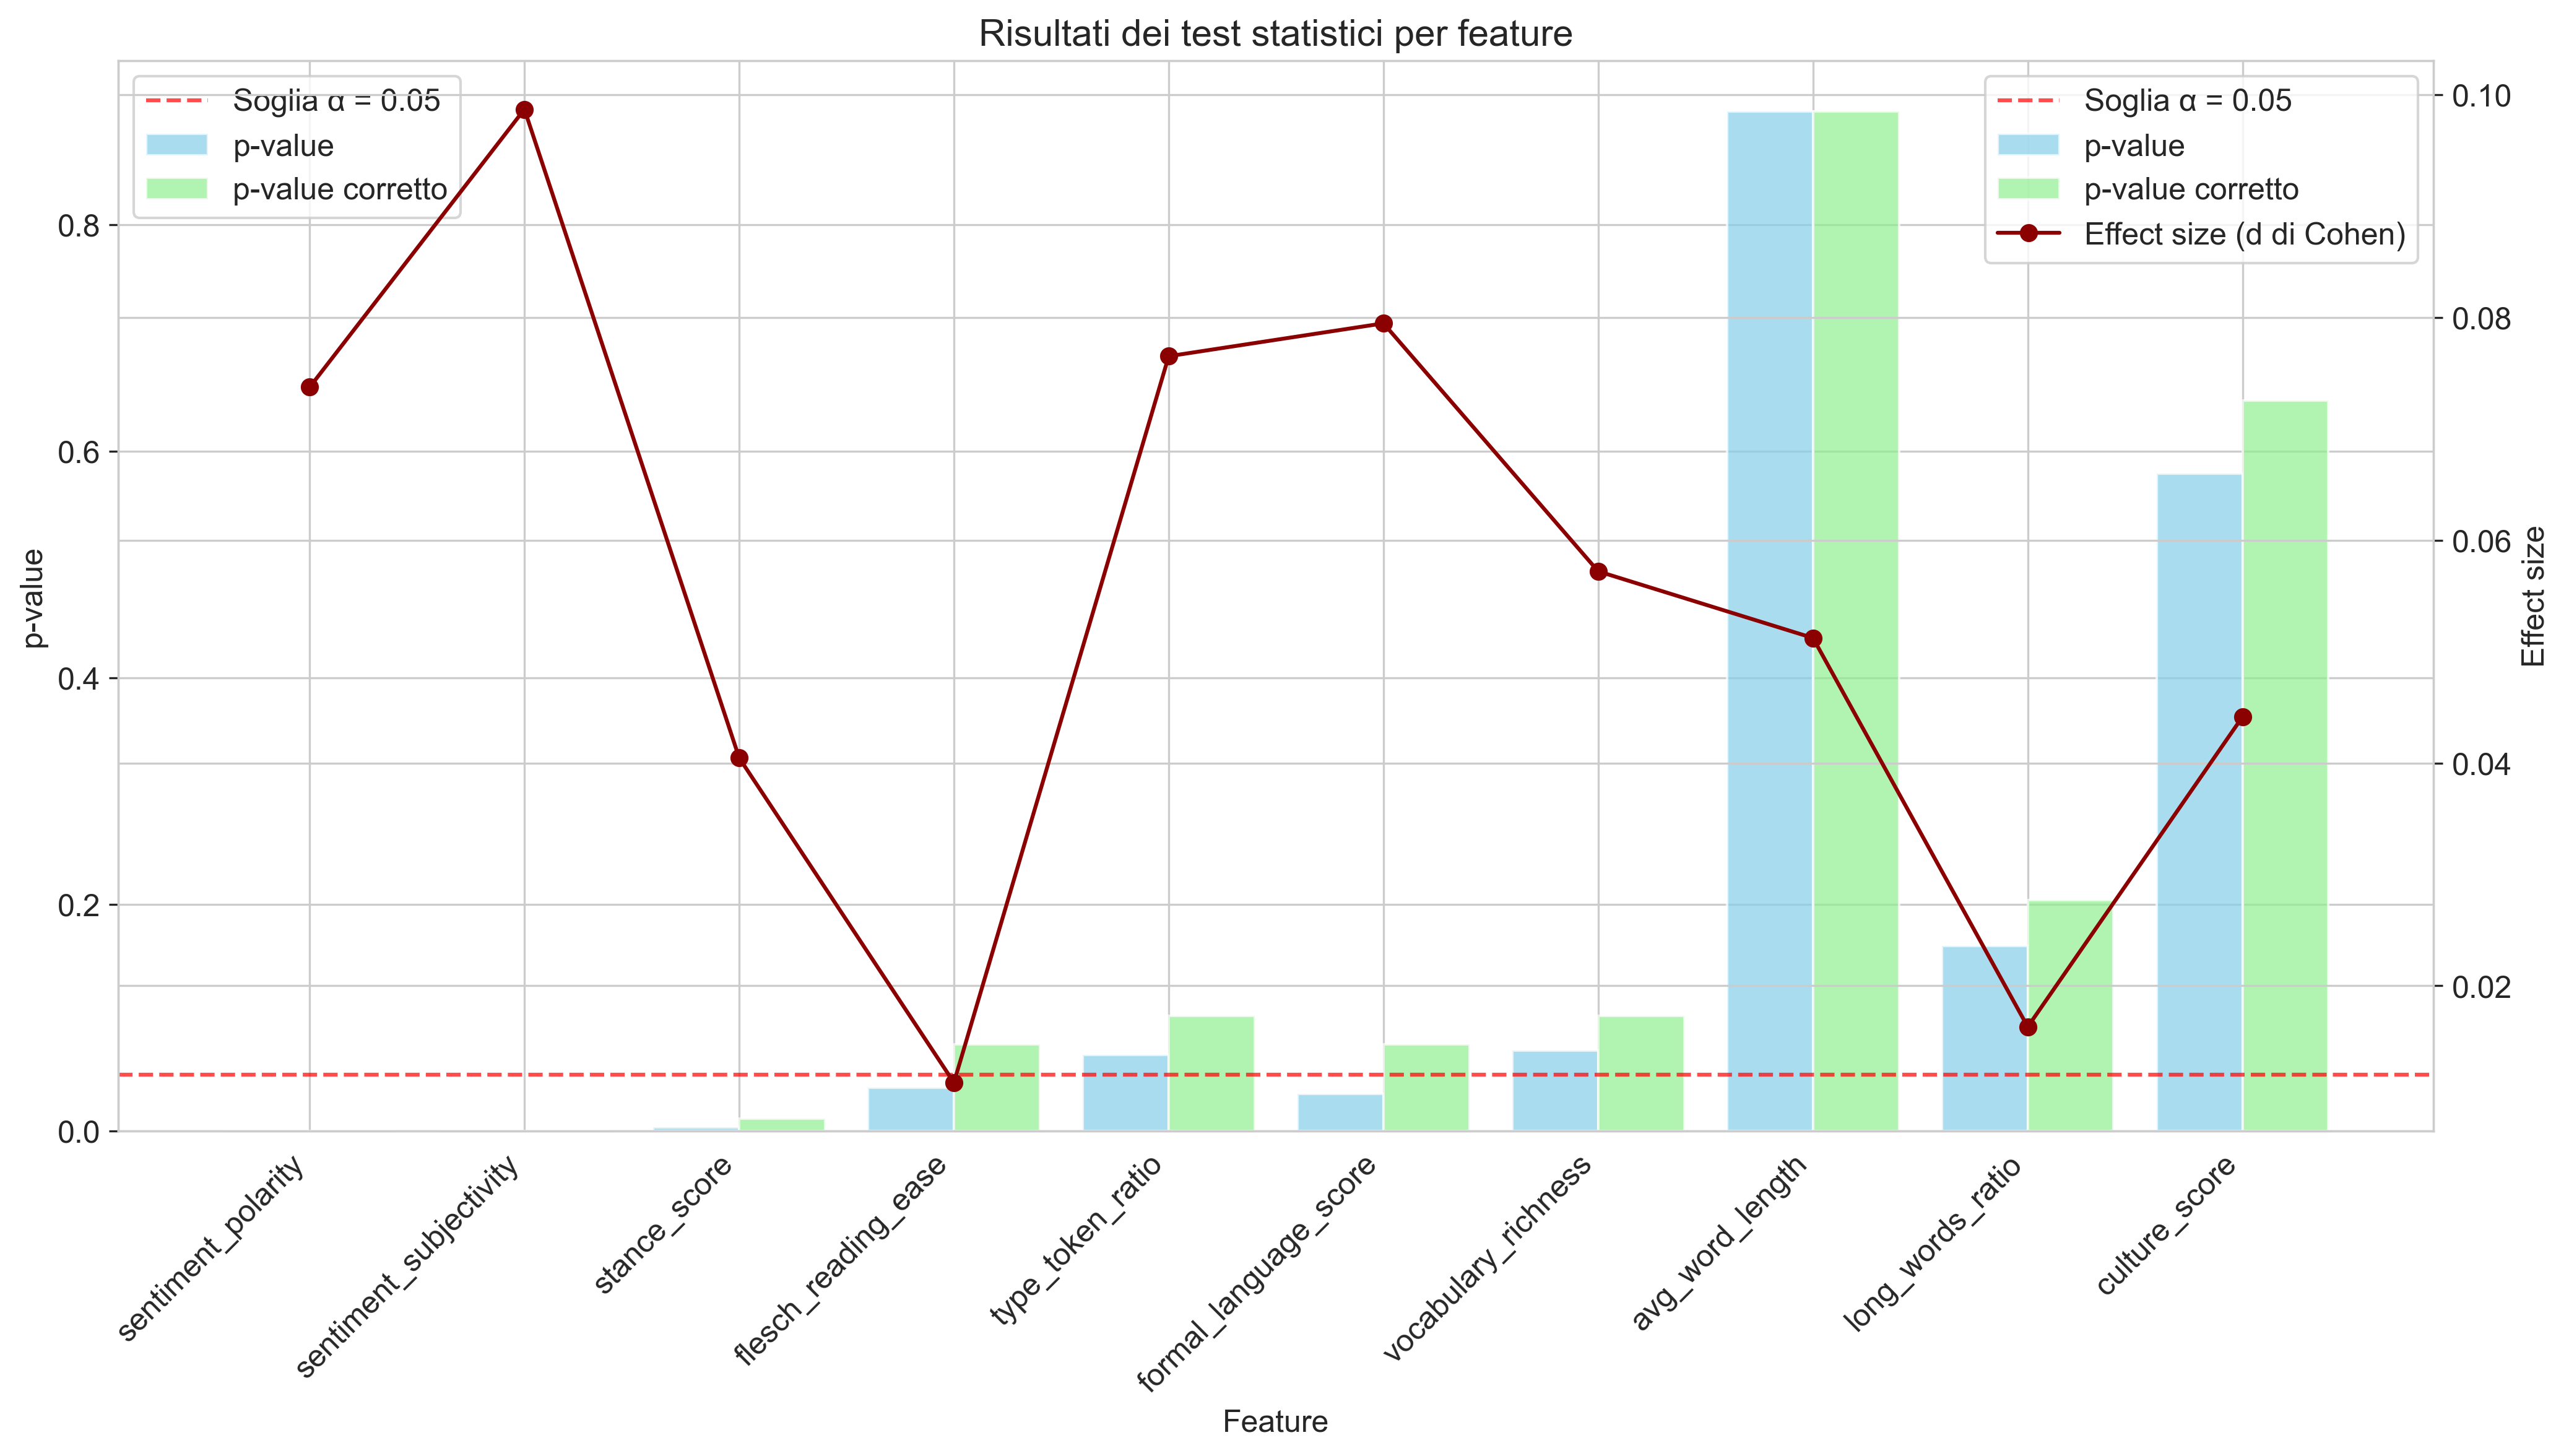 Risultati dei test statistici per feature
Soglia α = 0.05
p-value
p-value corretto
Soglia α = 0.05
p-value
p-value corretto
Effect size (d di Cohen)
p-value
0.8
0.6
0.4
0.2
0.0
0.10
0.08
0.06
0.04
0.02
Effect size
sentiment_polarity
sentiment_subjectivity
stance_score
flesch_reading_ease
type_token_ratio
formal_language_score
vocabulary_richness
avg_word_length
long_words_ratio
culture_score
Feature